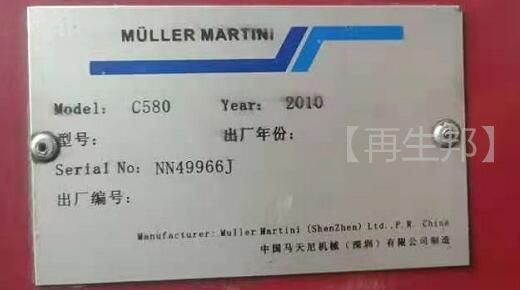 MÜLLER MARTINI
Model: C580 Year: 2010
型号: 出厂年份:
【再生邦】
Serial No: NN49966J
出厂编号:
Manufacturer: Muller Martini (ShenZhen) Ltd., P.R. China
中国马天尼机械（深圳）有限公司制造